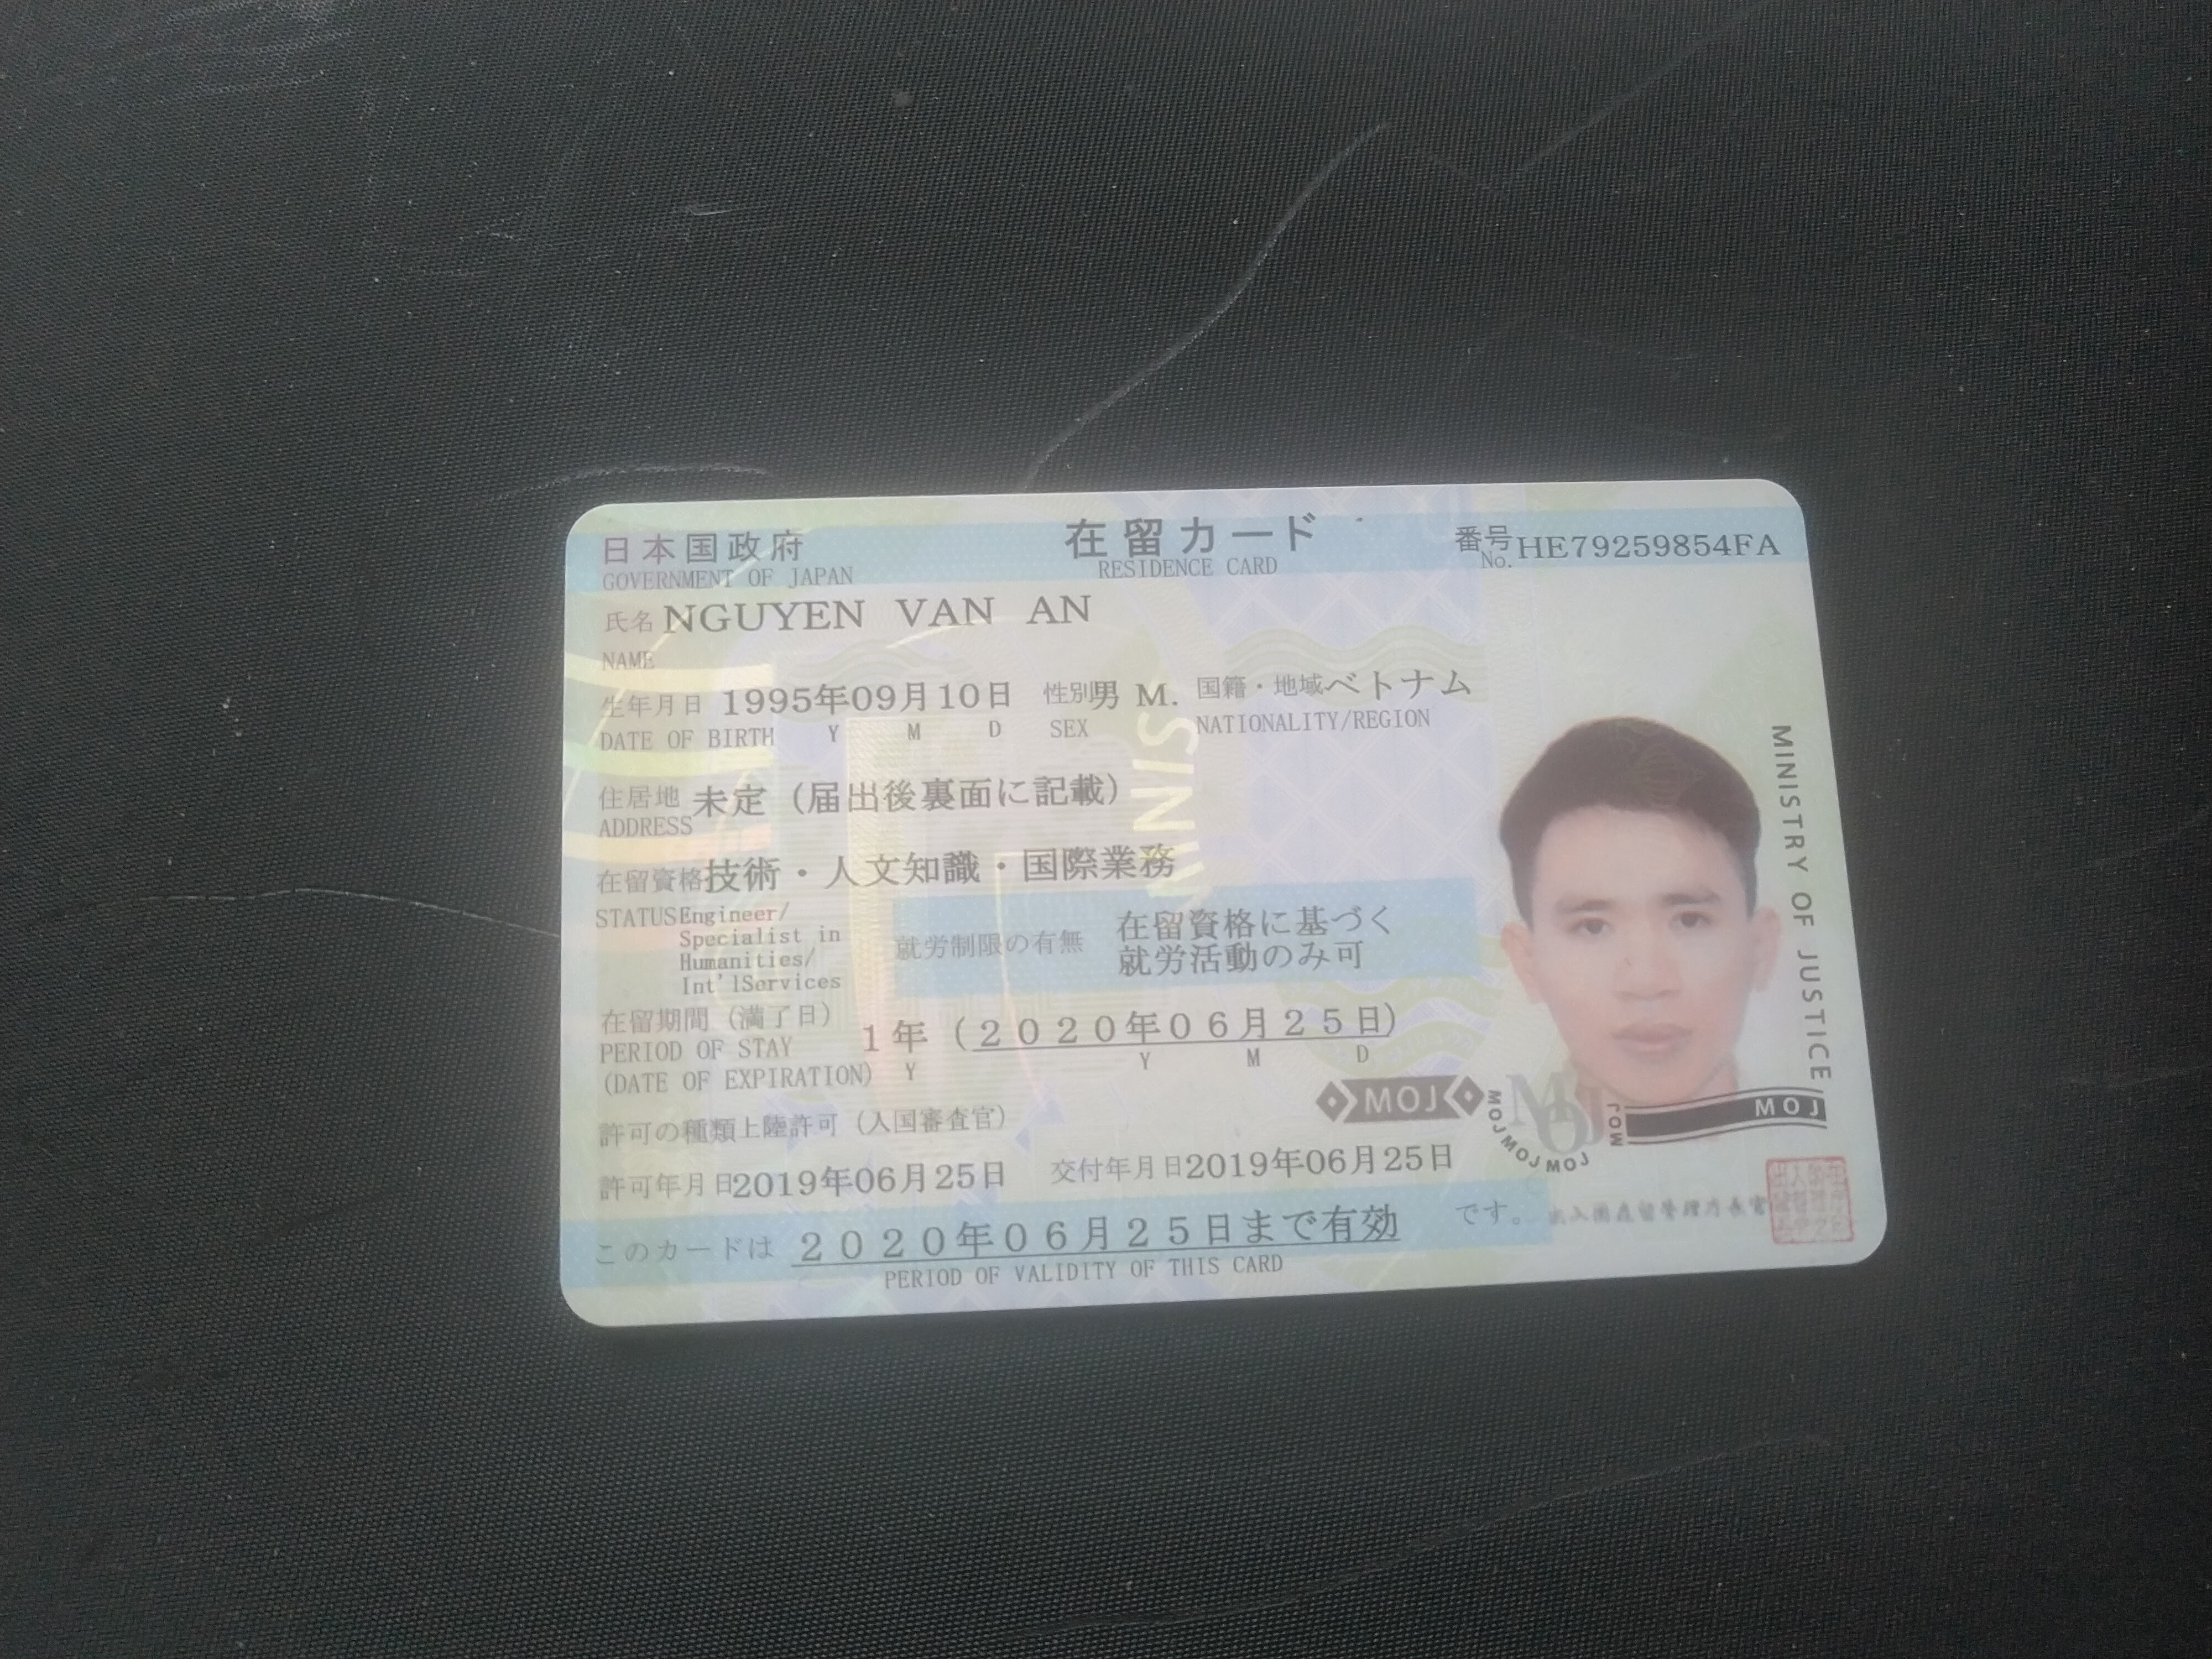 日本国政府 在留カード 番号 HE79259854FA
GOVERNMENT OF JAPAN RESIDENCE CARD No.
氏名 NGUYEN VAN AN
NAME
生年月日 1995年09月10日 性別 男 M. 国籍・地域 ベトナム
DATE OF BIRTH Y M D SEX NATIONALITY/REGION
住居地 未定（届出後裏面に記載）
ADDRESS
在留資格 技術・人文知識・国際業務
STATUS Engineer/
Specialist in
Humanities/
Int'lServices
就労制限の有無 在留資格に基づく
就労活動のみ可
在留期間（満了日） 1年（2020年06月25日）
PERIOD OF STAY Y Y M D
(DATE OF EXPIRATION)
許可の種類 上陸許可（入国審査官）
許可年月日 2019年06月25日 交付年月日 2019年06月25日
このカードは 2020年06月25日まで有効 です。
PERIOD OF VALIDITY OF THIS CARD
出入国在留管理庁長官
MINISTRY OF JUSTICE
MOJ
MOJ
MOJ
MOJ
MOJ MOJ MOJ
MOJ